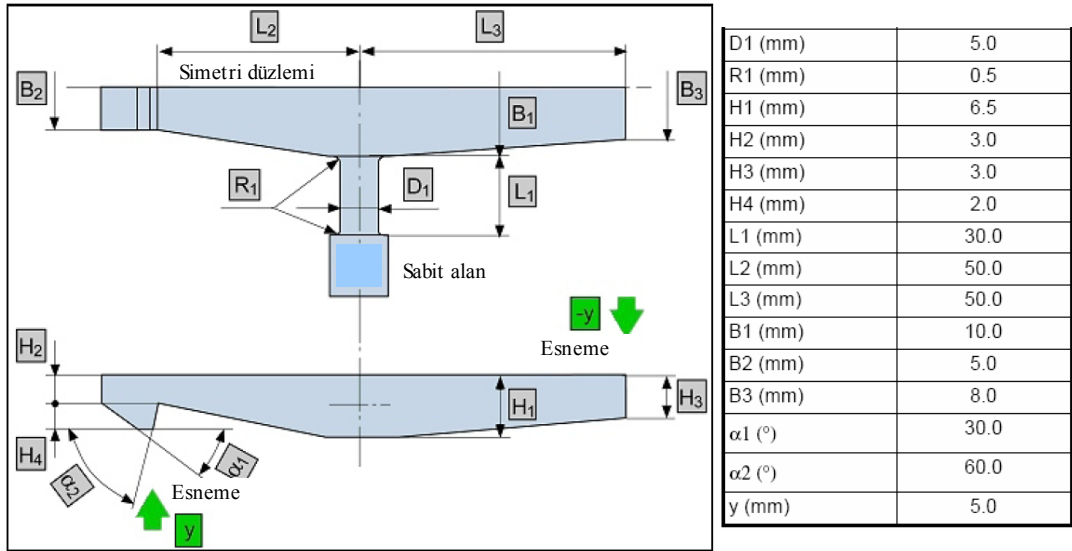 L2
L3
Simetri düzlemi
B2
B3
B1
R1
D1
L1
Sabit alan
-y
Esneme
H2
H1
H3
H4
α2
α1
Esneme
y
D1 (mm) 5.0
R1 (mm) 0.5
H1 (mm) 6.5
H2 (mm) 3.0
H3 (mm) 3.0
H4 (mm) 2.0
L1 (mm) 30.0
L2 (mm) 50.0
L3 (mm) 50.0
B1 (mm) 10.0
B2 (mm) 5.0
B3 (mm) 8.0
α1 (°) 30.0
α2 (°) 60.0
y (mm) 5.0